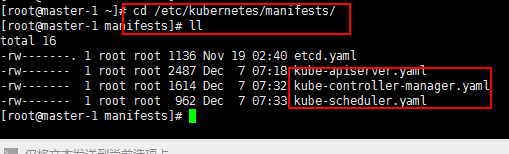 [root@master-1 ~]# cd /etc/kubernetes/manifests/
[root@master-1 manifests]# ll
total 16
-rw-------. 1 root root 1136 Nov 19 02:40 etcd.yaml
-rw------- 1 root root 2487 Dec 7 07:18 kube-apiserver.yaml
-rw------- 1 root root 1614 Dec 7 07:32 kube-controller-manager.yaml
-rw------- 1 root root 962 Dec 7 07:33 kube-scheduler.yaml
[root@master-1 manifests]#